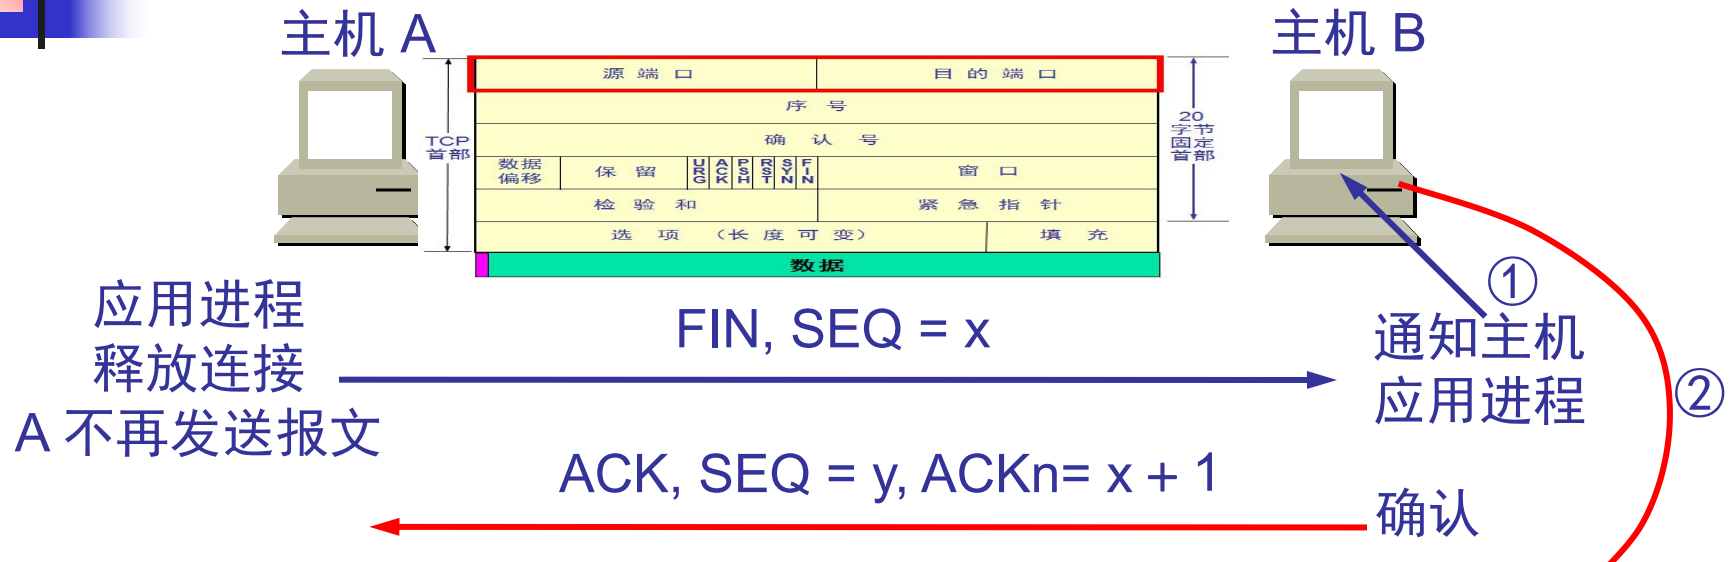 主机 A
主机 B
源 端 口
目 的 端 口
序 号
TCP
首部
确 认 号
20
字节
固定
首部
数据
偏移
保 留
URG
ACK
PSH
RST
SYN
FIN
窗 口
检 验 和
紧 急 指 针
选 项 (长 度 可 变)
填 充
数据
应用进程
释放连接
A 不再发送报文
FIN, SEQ = x
①
通知主机
应用进程
②
ACK, SEQ = y, ACKn= x + 1
确认